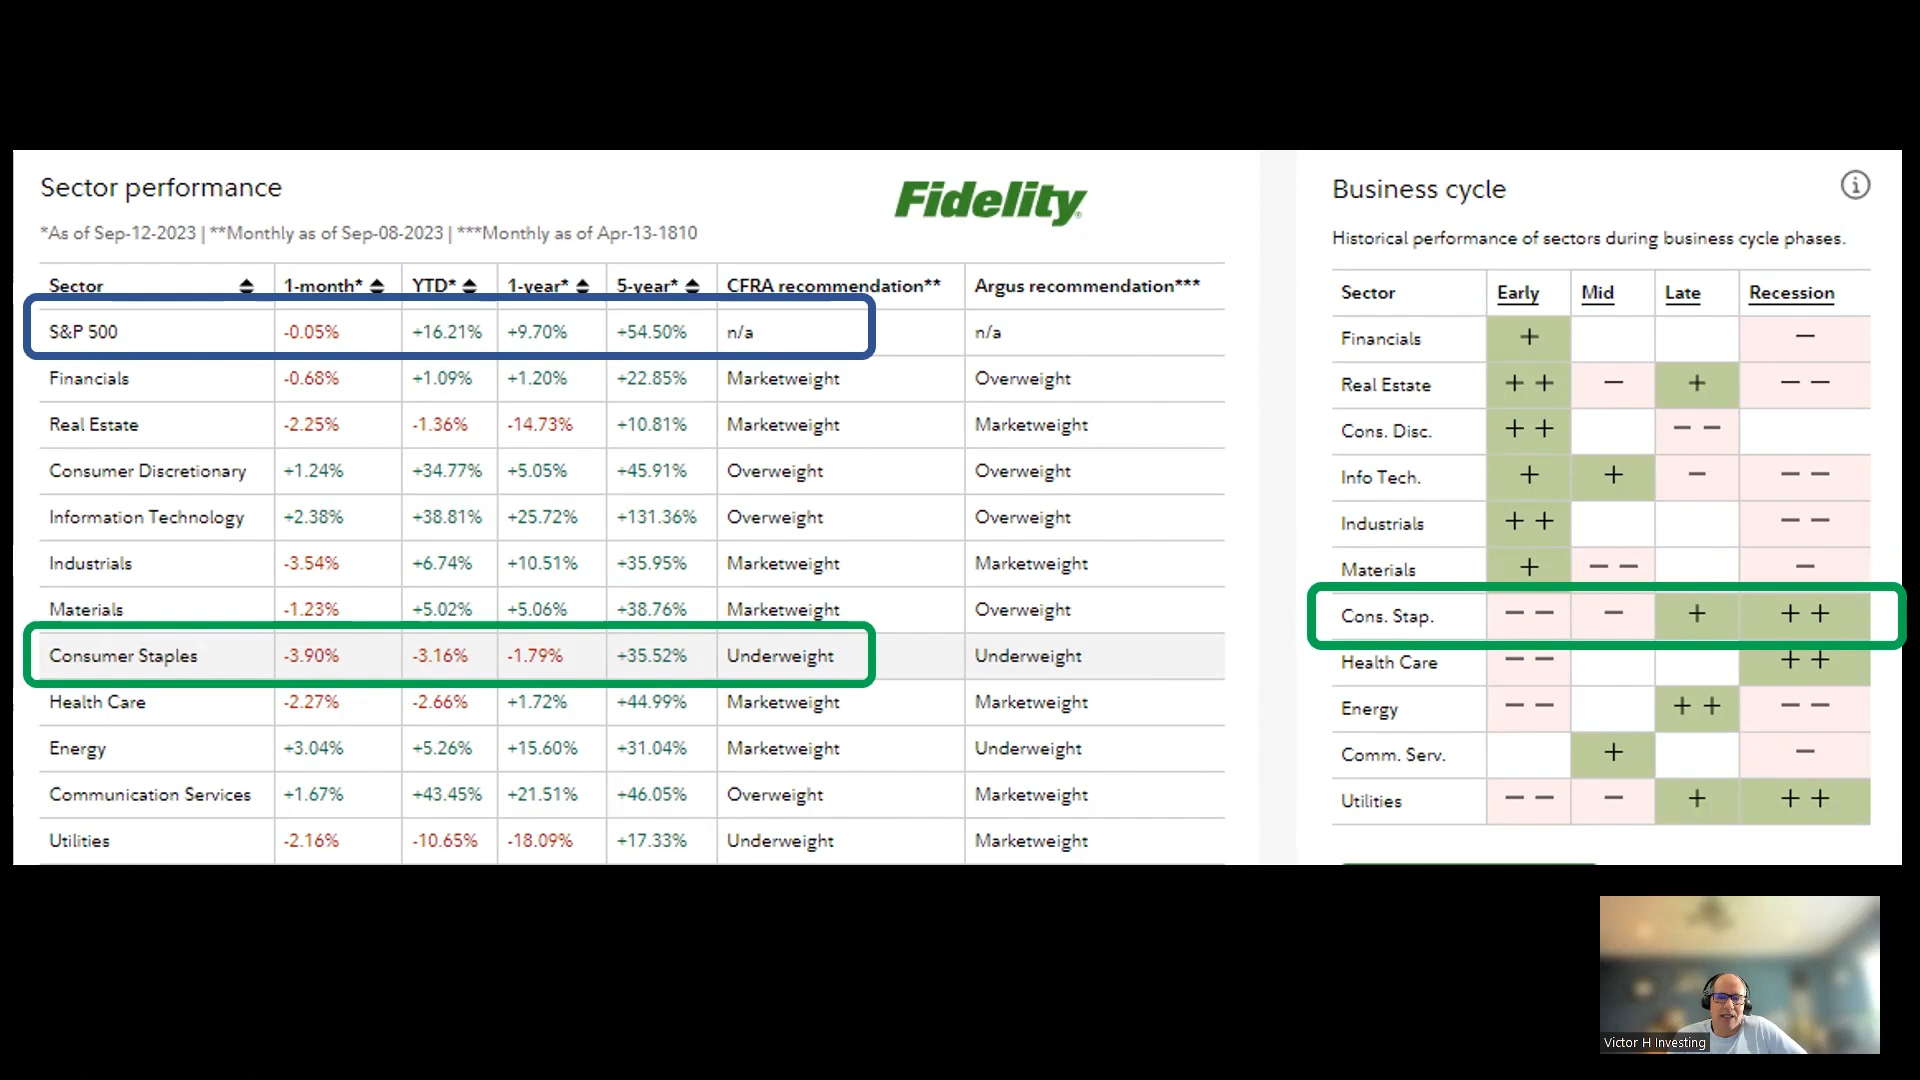 Sector performance
Fidelity
*As of Sep-12-2023 | **Monthly as of Sep-08-2023 | ***Monthly as of Apr-13-1810
Sector 1-month* YTD* 1-year* 5-year* CFRA recommendation** Argus recommendation***
S&P 500 -0.05% +16.21% +9.70% +54.50% n/a n/a
Financials -0.68% +1.09% +1.20% +22.85% Marketweight Overweight
Real Estate -2.25% -1.36% -14.73% +10.81% Marketweight Marketweight
Consumer Discretionary +1.24% +34.77% +5.05% +45.91% Overweight Overweight
Information Technology +2.38% +38.81% +25.72% +131.36% Overweight Overweight
Industrials -3.54% +6.74% +10.51% +35.95% Marketweight Marketweight
Materials -1.23% +5.02% +5.06% +38.76% Marketweight Overweight
Consumer Staples -3.90% -3.16% -1.79% +35.52% Underweight Underweight
Health Care -2.27% -2.66% +1.72% +44.99% Marketweight Marketweight
Energy +3.04% +5.26% +15.60% +31.04% Marketweight Underweight
Communication Services +1.67% +43.45% +21.51% +46.05% Overweight Marketweight
Utilities -2.16% -10.65% -18.09% +17.33% Underweight Marketweight
Business cycle
Historical performance of sectors during business cycle phases.
Sector Early Mid Late Recession
Financials + −
Real Estate + + − + − −
Cons. Disc. + + − −
Info Tech. + + − − −
Industrials + + − −
Materials + − − −
Cons. Stap. − − − + + +
Health Care − − + +
Energy − − + + − −
Comm. Serv. + −
Utilities − − − + + +
Victor H Investing